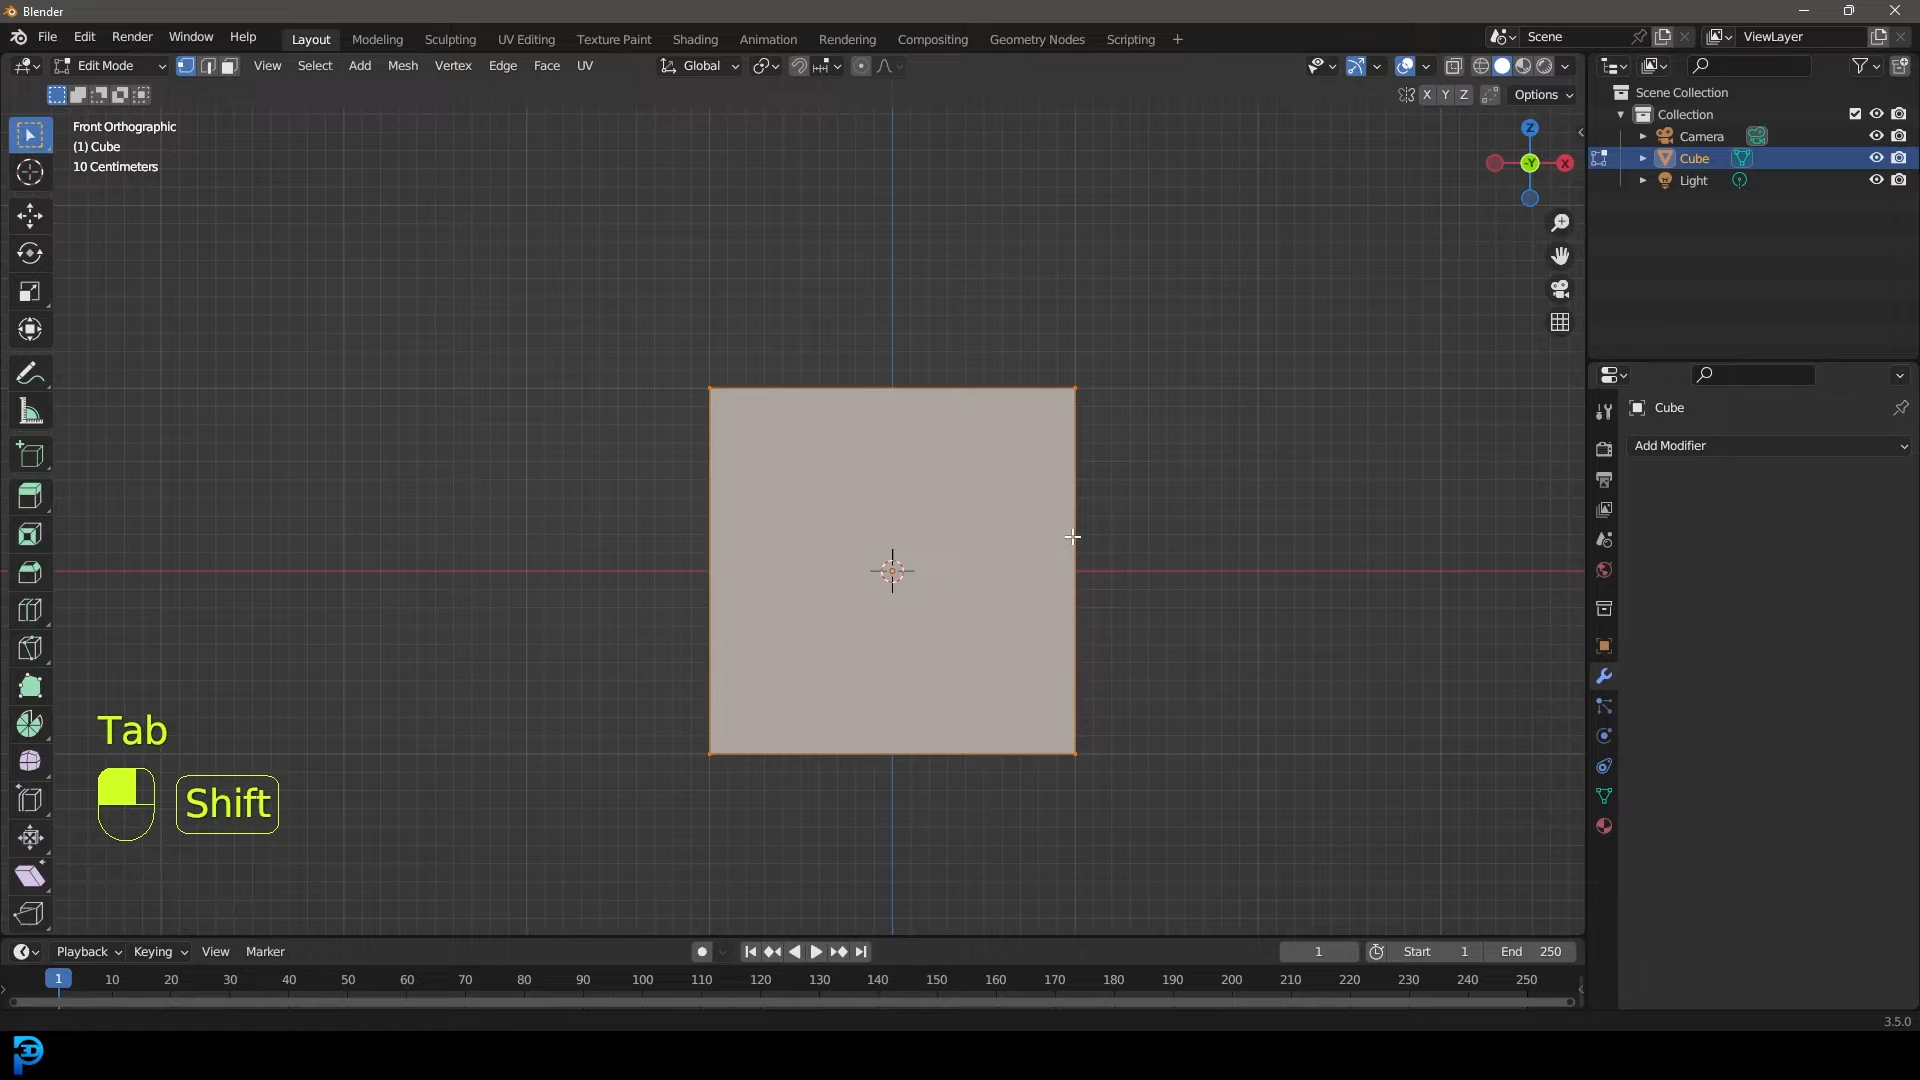 Blender
File Edit Render Window Help Layout Modeling Sculpting UV Editing Texture Paint Shading Animation Rendering Compositing Geometry Nodes Scripting + Scene ViewLayer
Edit Mode View Select Add Mesh Vertex Edge Face UV Global
X Y Z Options
Front Orthographic
(1) Cube
10 Centimeters
Z
-Y X
Scene Collection
Collection
Camera
Cube
Light
Cube
Add Modifier
Tab
Shift
Playback Keying View Marker 1 Start 1 End 250
1 10 20 30 40 50 60 70 80 90 100 110 120 130 140 150 160 170 180 190 200 210 220 230 240 250
3.5.0
3D